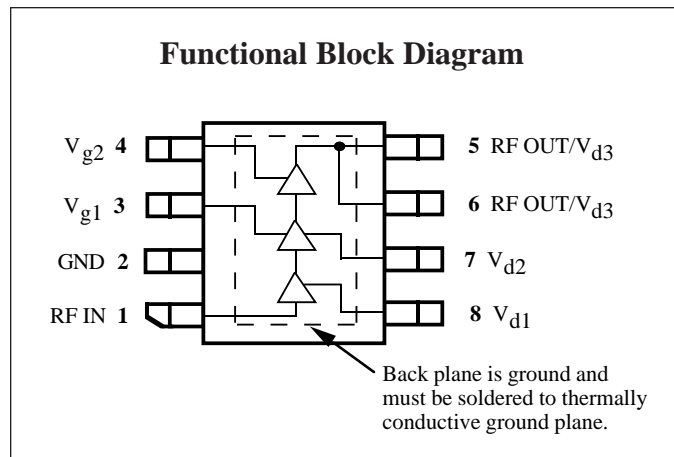 Functional Block Diagram
Vg2 4
Vg1 3
GND 2
RF IN 1
5 RF OUT/Vd3
6 RF OUT/Vd3
7 Vd2
8 Vd1
Back plane is ground and
must be soldered to thermally
conductive ground plane.